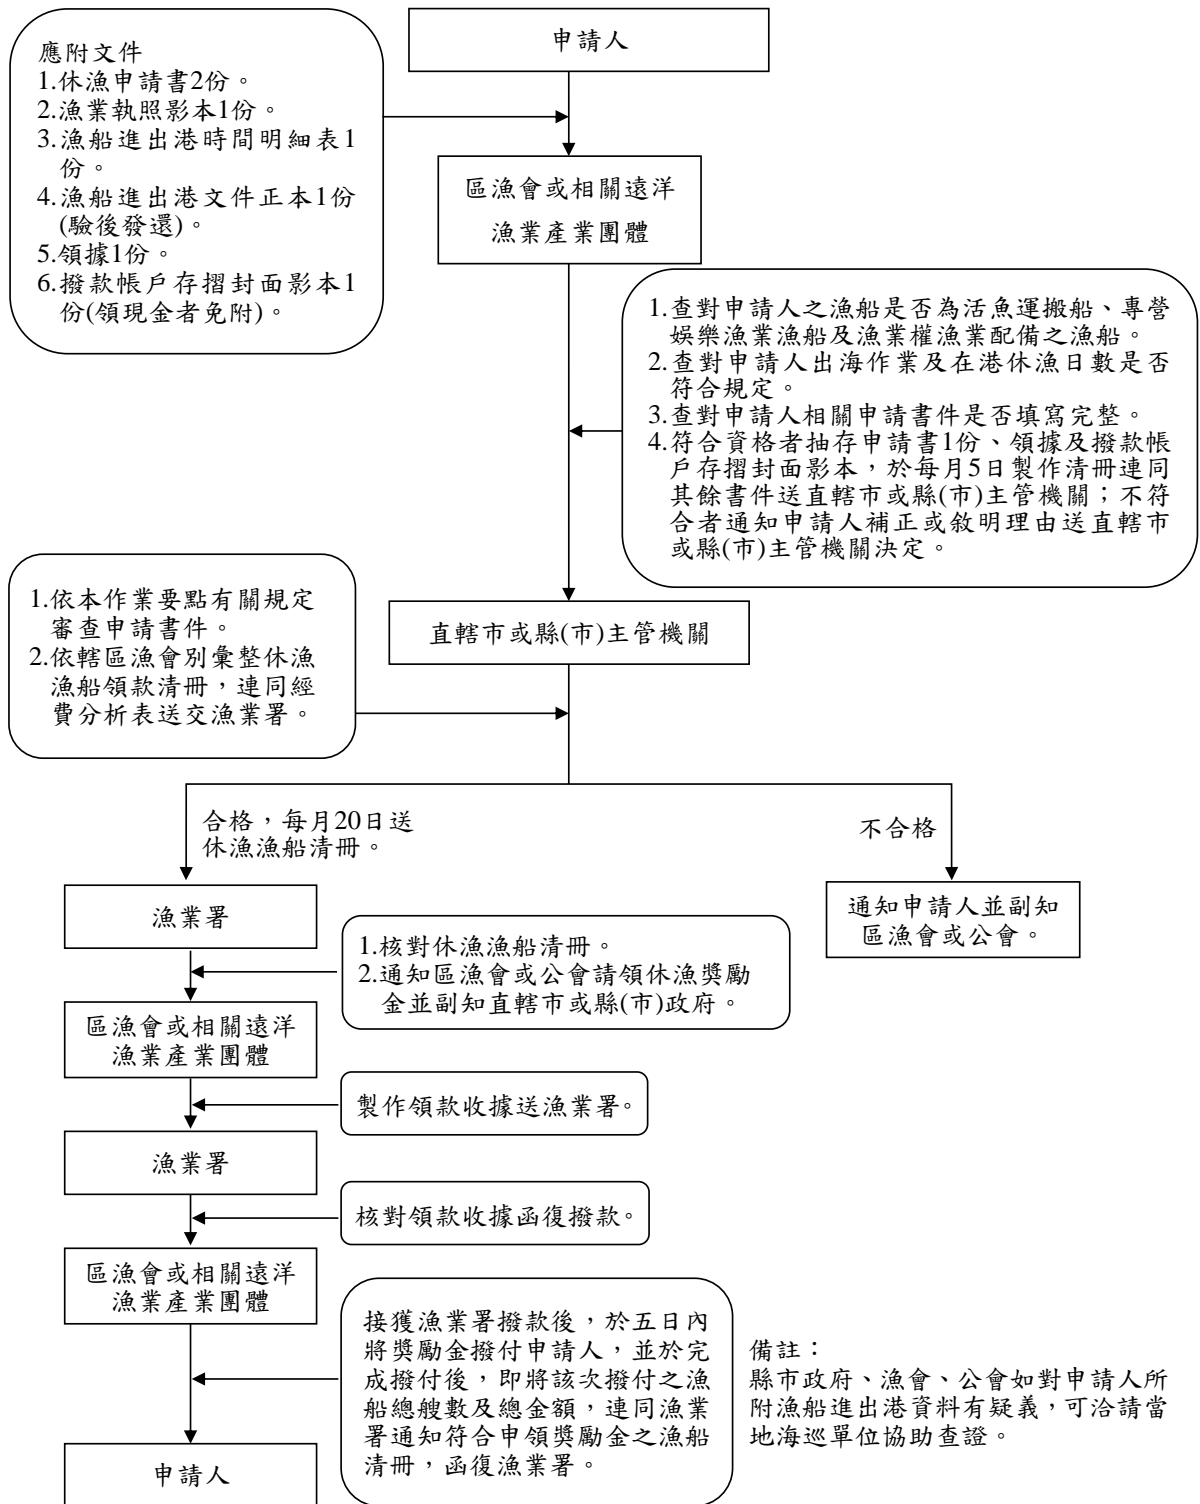 申請人
應附文件
1.休漁申請書2份。
2.漁業執照影本1份。
3.漁船進出港時間明細表1
份。
4.漁船進出港文件正本1份
(驗後發還)。
5.領據1份。
6.撥款帳戶存摺封面影本1
份(領現金者免附)。
區漁會或相關遠洋
漁業產業團體
1.查對申請人之漁船是否為活魚運搬船、專營
娛樂漁業漁船及漁業權漁業配備之漁船。
2.查對申請人出海作業及在港休漁日數是否
符合規定。
3.查對申請人相關申請書件是否填寫完整。
4.符合資格者抽存申請書1份、領據及撥款帳
戶存摺封面影本，於每月5日製作清冊連同
其餘書件送直轄市或縣(市)主管機關；不符
合者通知申請人補正或敘明理由送直轄市
或縣(市)主管機關決定。
直轄市或縣(市)主管機關
1.依本作業要點有關規定
審查申請書件。
2.依轄區漁會別彙整休漁
漁船領款清冊，連同經
費分析表送交漁業署。
合格，每月20日送
休漁漁船清冊。
不合格
漁業署
通知申請人並副知
區漁會或公會。
1.核對休漁漁船清冊。
2.通知區漁會或公會請領休漁獎勵
金並副知直轄市或縣(市)政府。
區漁會或相關遠洋
漁業產業團體
製作領款收據送漁業署。
漁業署
核對領款收據函復撥款。
區漁會或相關遠洋
漁業產業團體
接獲漁業署撥款後，於五日內
將獎勵金撥付申請人，並於完
成撥付後，即將該次撥付之漁
船總艘數及總金額，連同漁業
署通知符合申領獎勵金之漁船
清冊，函復漁業署。
備註：
縣市政府、漁會、公會如對申請人所
附漁船進出港資料有疑義，可洽請當
地海巡單位協助查證。
申請人